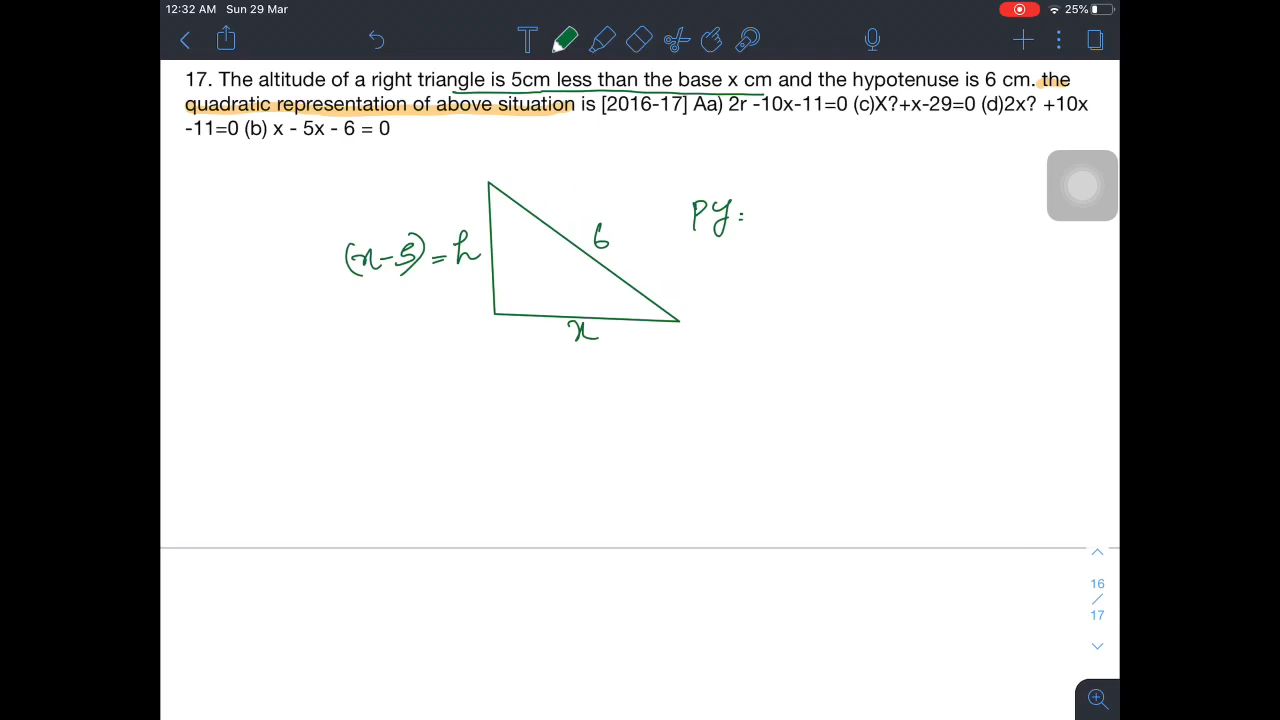 12:32 AM Sun 29 Mar 25%
T
17. The altitude of a right triangle is 5cm less than the base x cm and the hypotenuse is 6 cm. the
quadratic representation of above situation is [2016-17] Aa) 2r -10x-11=0 (c)X?+x-29=0 (d)2x? +10x
-11=0 (b) x - 5x - 6 = 0
PY:
6
(x-5) = h
x
16
/
17